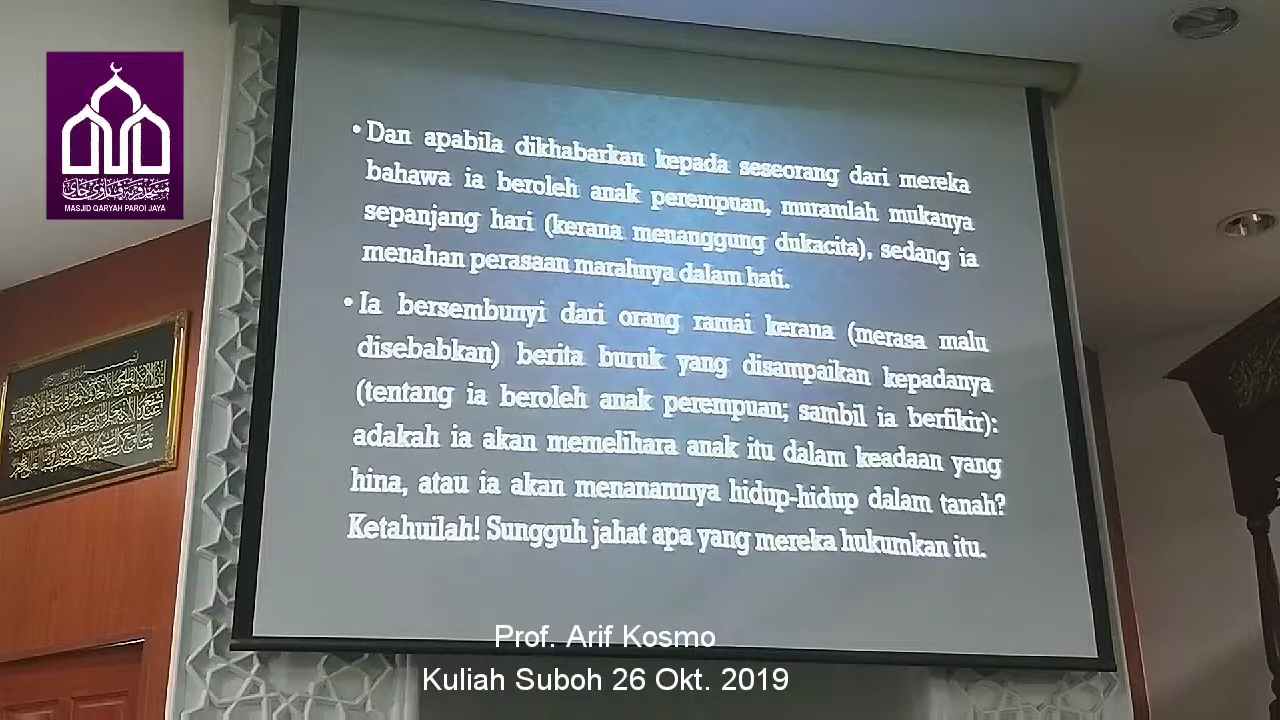 مسجد قرية فاروي جاي
MASJID QARYAH PAROI JAYA
• Dan apabila dikhabarkan kepada seseorang dari mereka
bahawa ia beroleh anak perempuan, muramlah mukanya
sepanjang hari (kerana menanggung dukacita), sedang ia
menahan perasaan marahnya dalam hati.
• Ia bersembunyi dari orang ramai kerana (merasa malu
disebabkan) berita buruk yang disampaikan kepadanya
(tentang ia beroleh anak perempuan; sambil ia berfikir):
adakah ia akan memelihara anak itu dalam keadaan yang
hina, atau ia akan menanamnya hidup-hidup dalam tanah?
Ketahuilah! Sungguh jahat apa yang mereka hukumkan itu.
Prof. Arif Kosmo
Kuliah Suboh 26 Okt. 2019